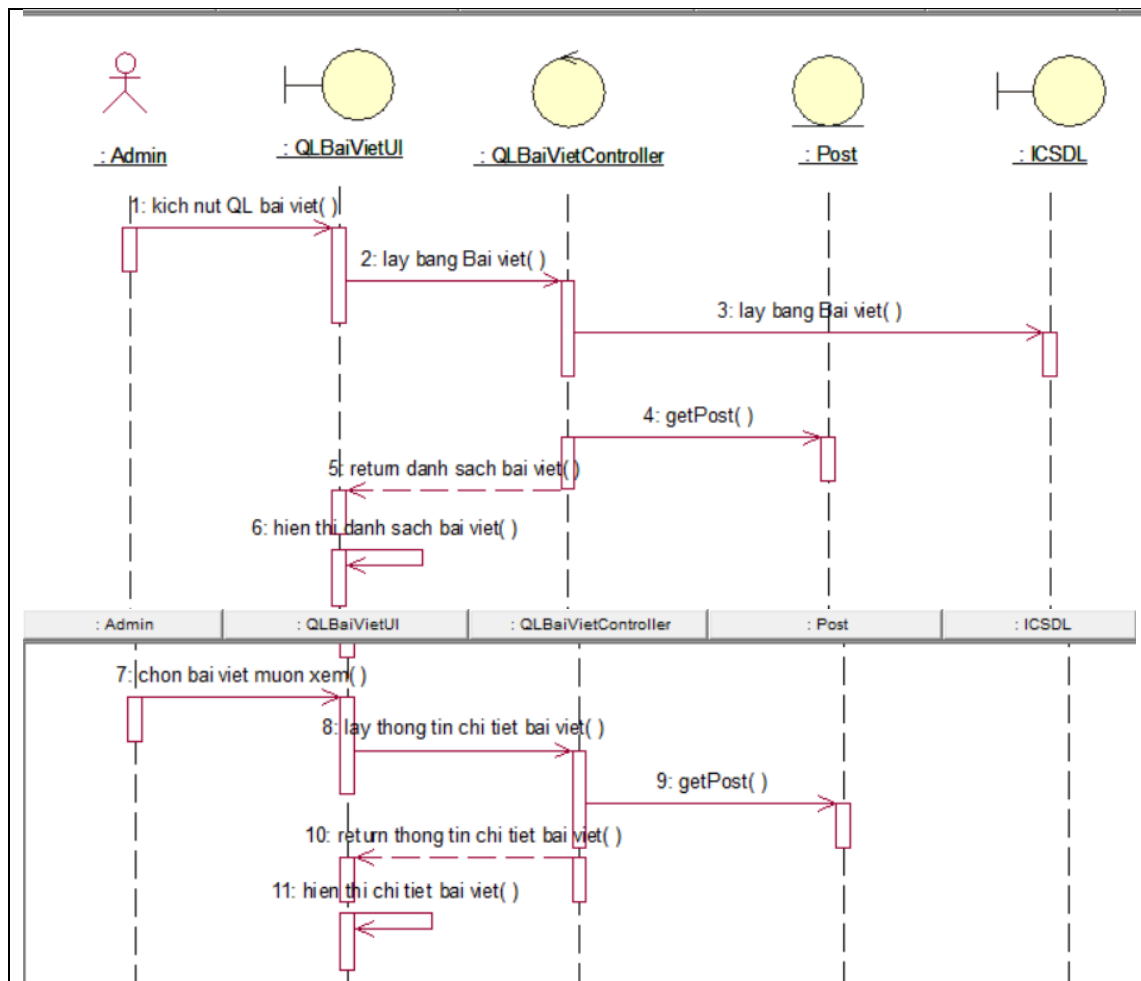 : Admin
: QLBaiVietUI
: QLBaiVietController
: Post
: ICSDL
1: kich nut QL bai viet( )
2: lay bang Bai viet( )
3: lay bang Bai viet( )
4: getPost( )
5: return danh sach bai viet( )
6: hien thi danh sach bai viet( )
: Admin
: QLBaiVietUI
: QLBaiVietController
: Post
: ICSDL
7: chon bai viet muon xem( )
8: lay thong tin chi tiet bai viet( )
9: getPost( )
10: return thong tin chi tiet bai viet( )
11: hien thi chi tiet bai viet( )